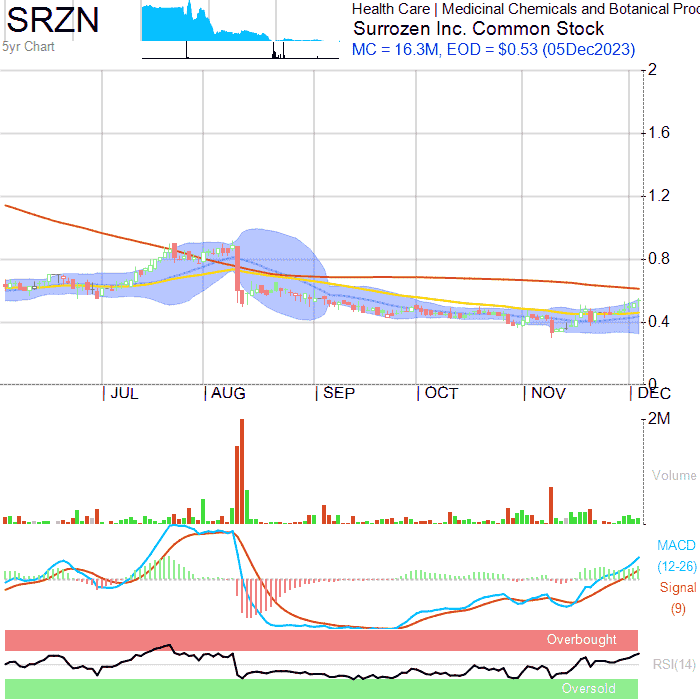 SRZN
5yr Chart
Health Care | Medicinal Chemicals and Botanical Proc
Surrozen Inc. Common Stock
MC = 16.3M, EOD = $0.53 (05Dec2023)
2
1.6
1.2
0.8
0.4
0
JUL AUG SEP OCT NOV DEC
2M
Volume
MACD
(12-26)
Signal
(9)
Overbought
RSI(14)
Oversold